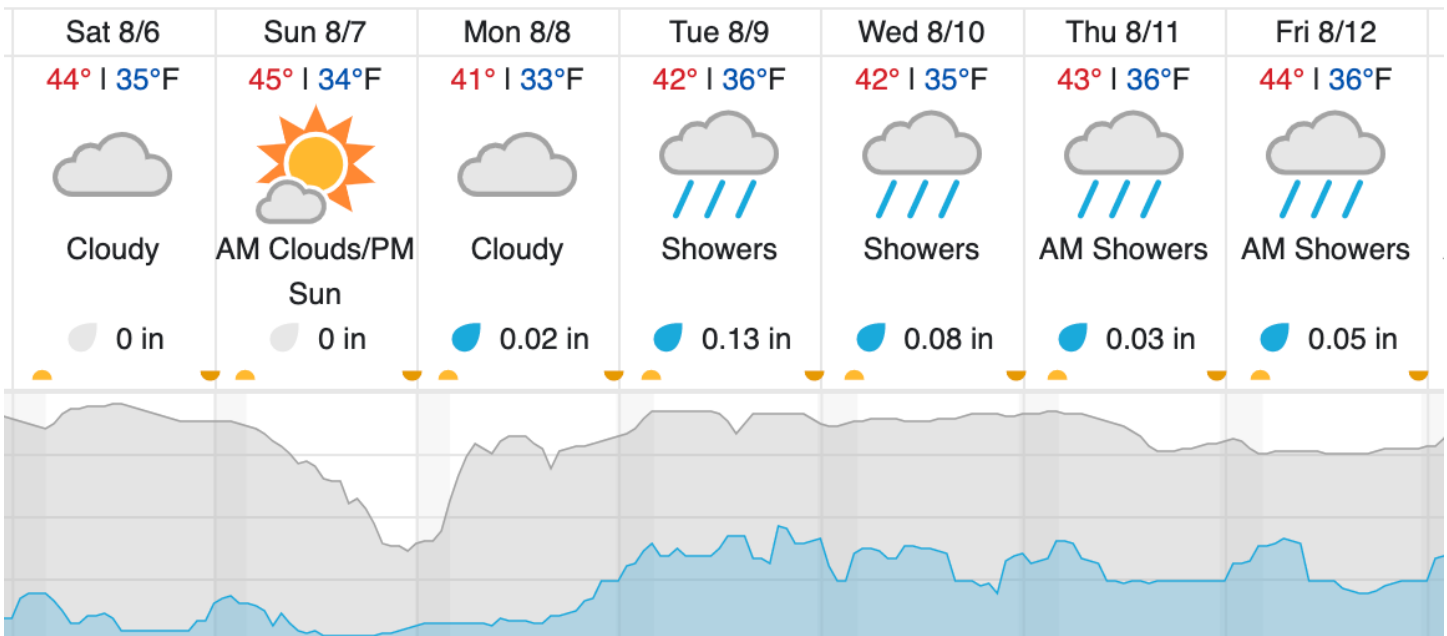 Sat 8/6 Sun 8/7 Mon 8/8 Tue 8/9 Wed 8/10 Thu 8/11 Fri 8/12
44° | 35°F 45° | 34°F 41° | 33°F 42° | 36°F 42° | 35°F 43° | 36°F 44° | 36°F
Cloudy AM Clouds/PM Cloudy Showers Showers AM Showers AM Showers
Sun
0 in 0 in 0.02 in 0.13 in 0.08 in 0.03 in 0.05 in